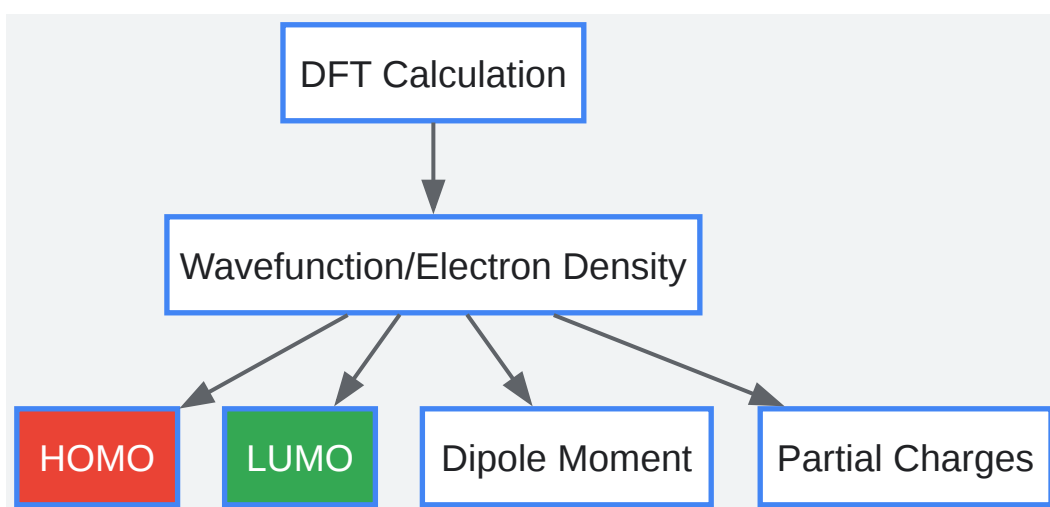 DFT Calculation
Wavefunction/Electron Density
HOMO
LUMO
Dipole Moment
Partial Charges